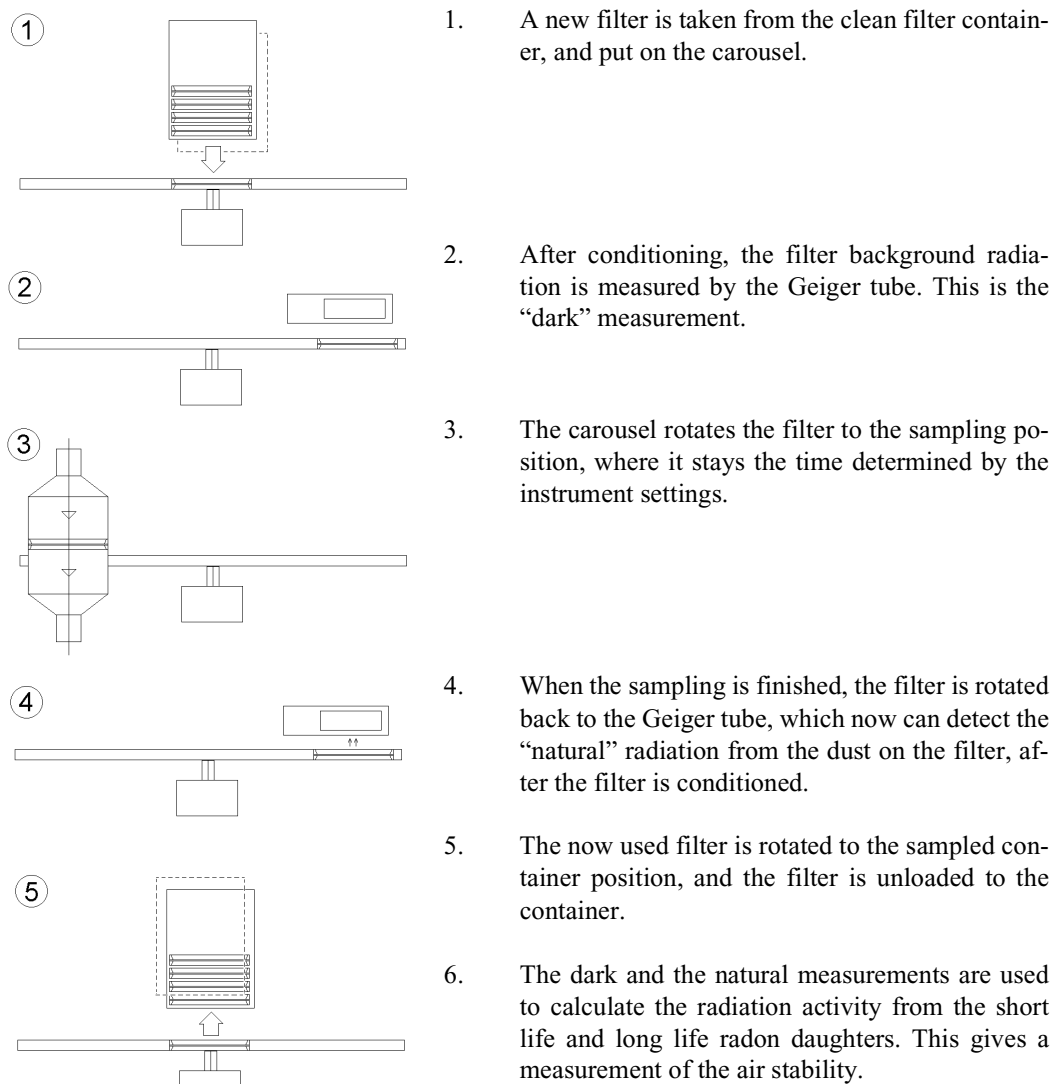 1
1. A new filter is taken from the clean filter contain-
er, and put on the carousel.
2
2. After conditioning, the filter background radia-
tion is measured by the Geiger tube. This is the
“dark” measurement.
3
3. The carousel rotates the filter to the sampling po-
sition, where it stays the time determined by the
instrument settings.
4
4. When the sampling is finished, the filter is rotated
back to the Geiger tube, which now can detect the
“natural” radiation from the dust on the filter, af-
ter the filter is conditioned.
5
5. The now used filter is rotated to the sampled con-
tainer position, and the filter is unloaded to the
container.
6. The dark and the natural measurements are used
to calculate the radiation activity from the short
life and long life radon daughters. This gives a
measurement of the air stability.